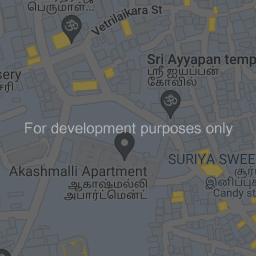 பெருமாள்...
Vetrilaikara St
Sri Ayyapan temp
ஸ்ரீ ஐயப்பன்
கோவில்
For development purposes only
Akashmalli Apartment
ஆகாஷ்மல்லி
அபார்ட்மெண்ட்
SURIYA SWEE
Candy st